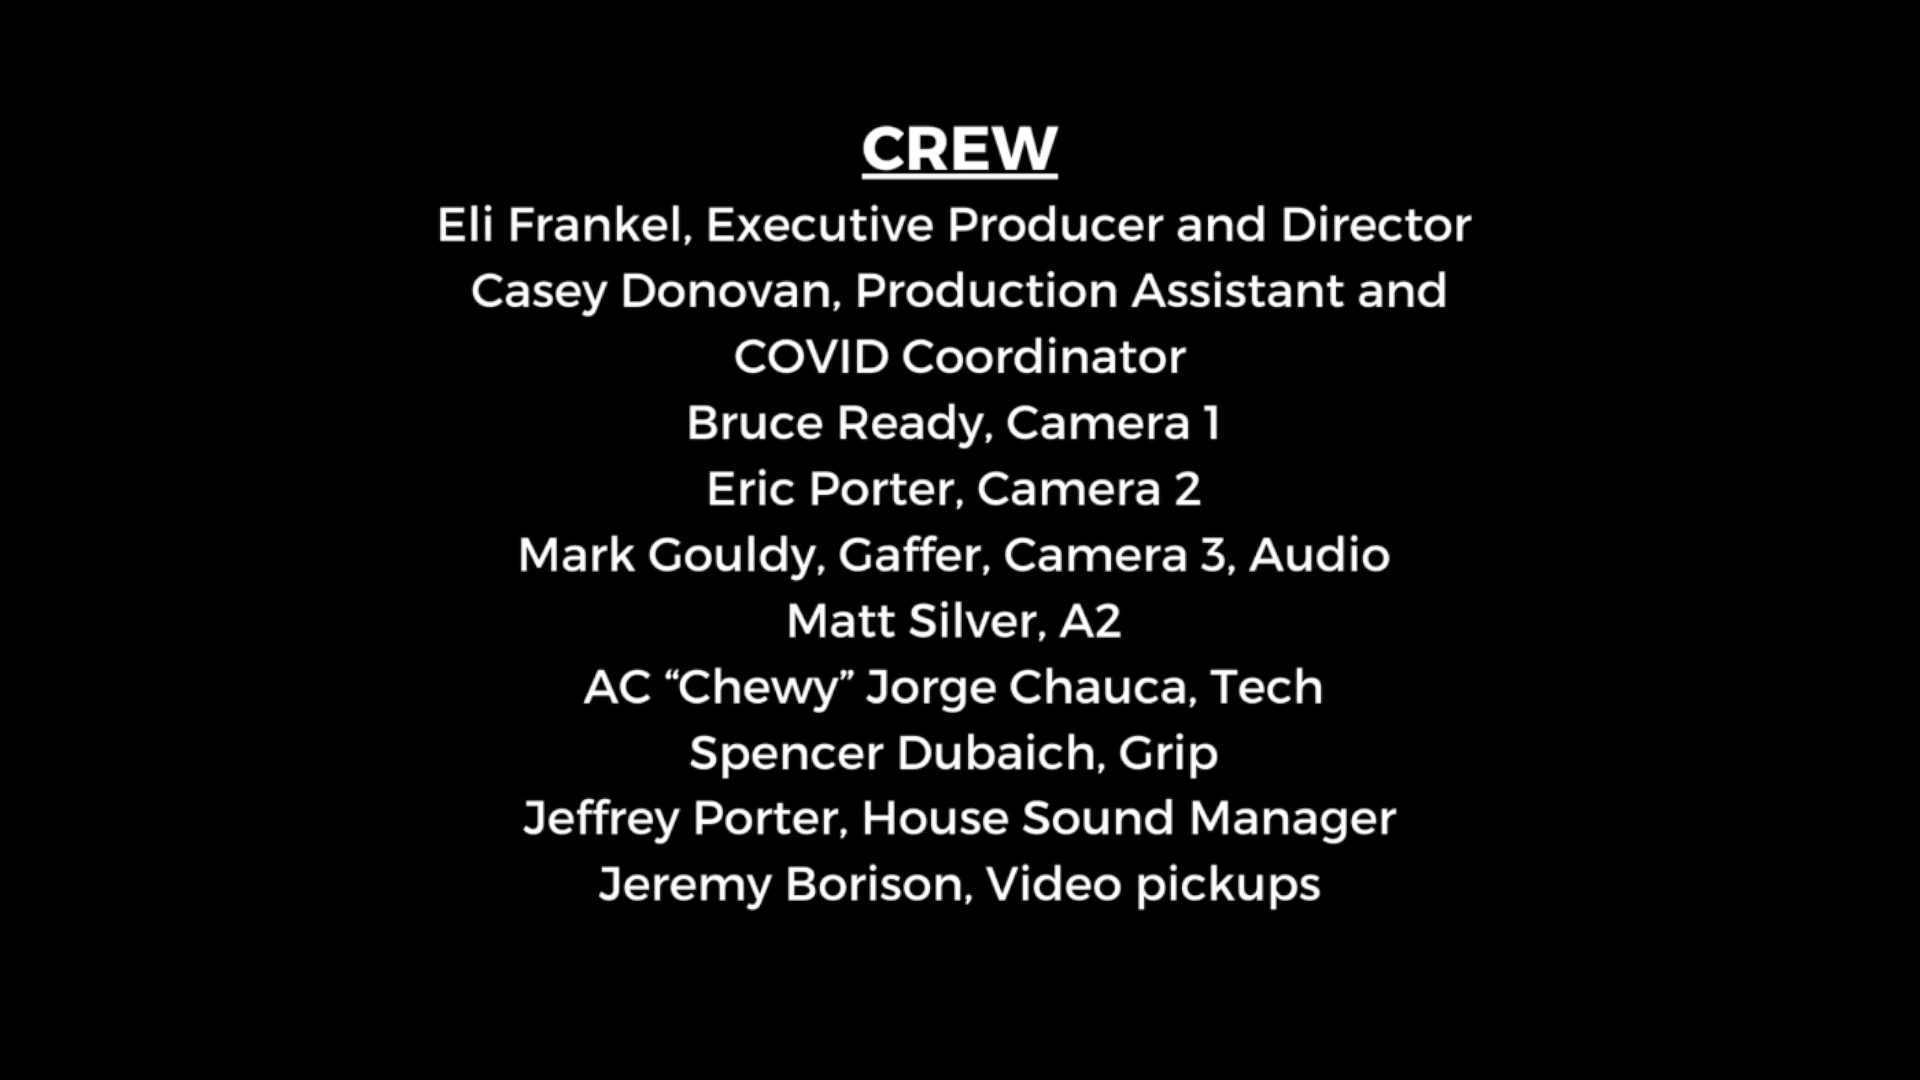 CREW
Eli Frankel, Executive Producer and Director
Casey Donovan, Production Assistant and
COVID Coordinator
Bruce Ready, Camera 1
Eric Porter, Camera 2
Mark Gouldy, Gaffer, Camera 3, Audio
Matt Silver, A2
AC “Chewy” Jorge Chauca, Tech
Spencer Dubaich, Grip
Jeffrey Porter, House Sound Manager
Jeremy Borison, Video pickups